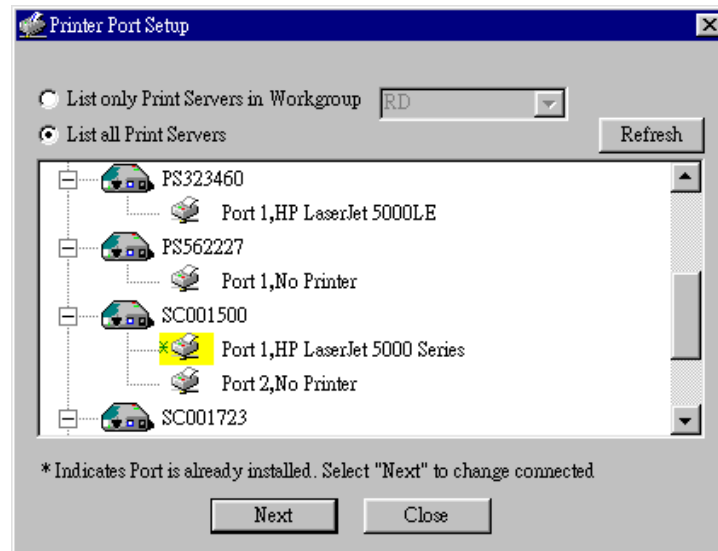 Printer Port Setup
List only Print Servers in Workgroup RD
List all Print Servers
Refresh
PS323460
Port 1,HP LaserJet 5000LE
PS562227
Port 1,No Printer
SC001500
*Port 1,HP LaserJet 5000 Series
Port 2,No Printer
SC001723
* Indicates Port is already installed. Select "Next" to change connected
Next Close